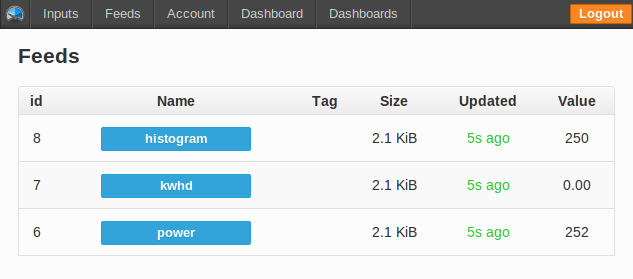 Inputs Feeds Account Dashboard Dashboards Logout
Feeds
id Name Tag Size Updated Value
8 histogram 2.1 KiB 5s ago 250
7 kwhd 2.1 KiB 5s ago 0.00
6 power 2.1 KiB 5s ago 252